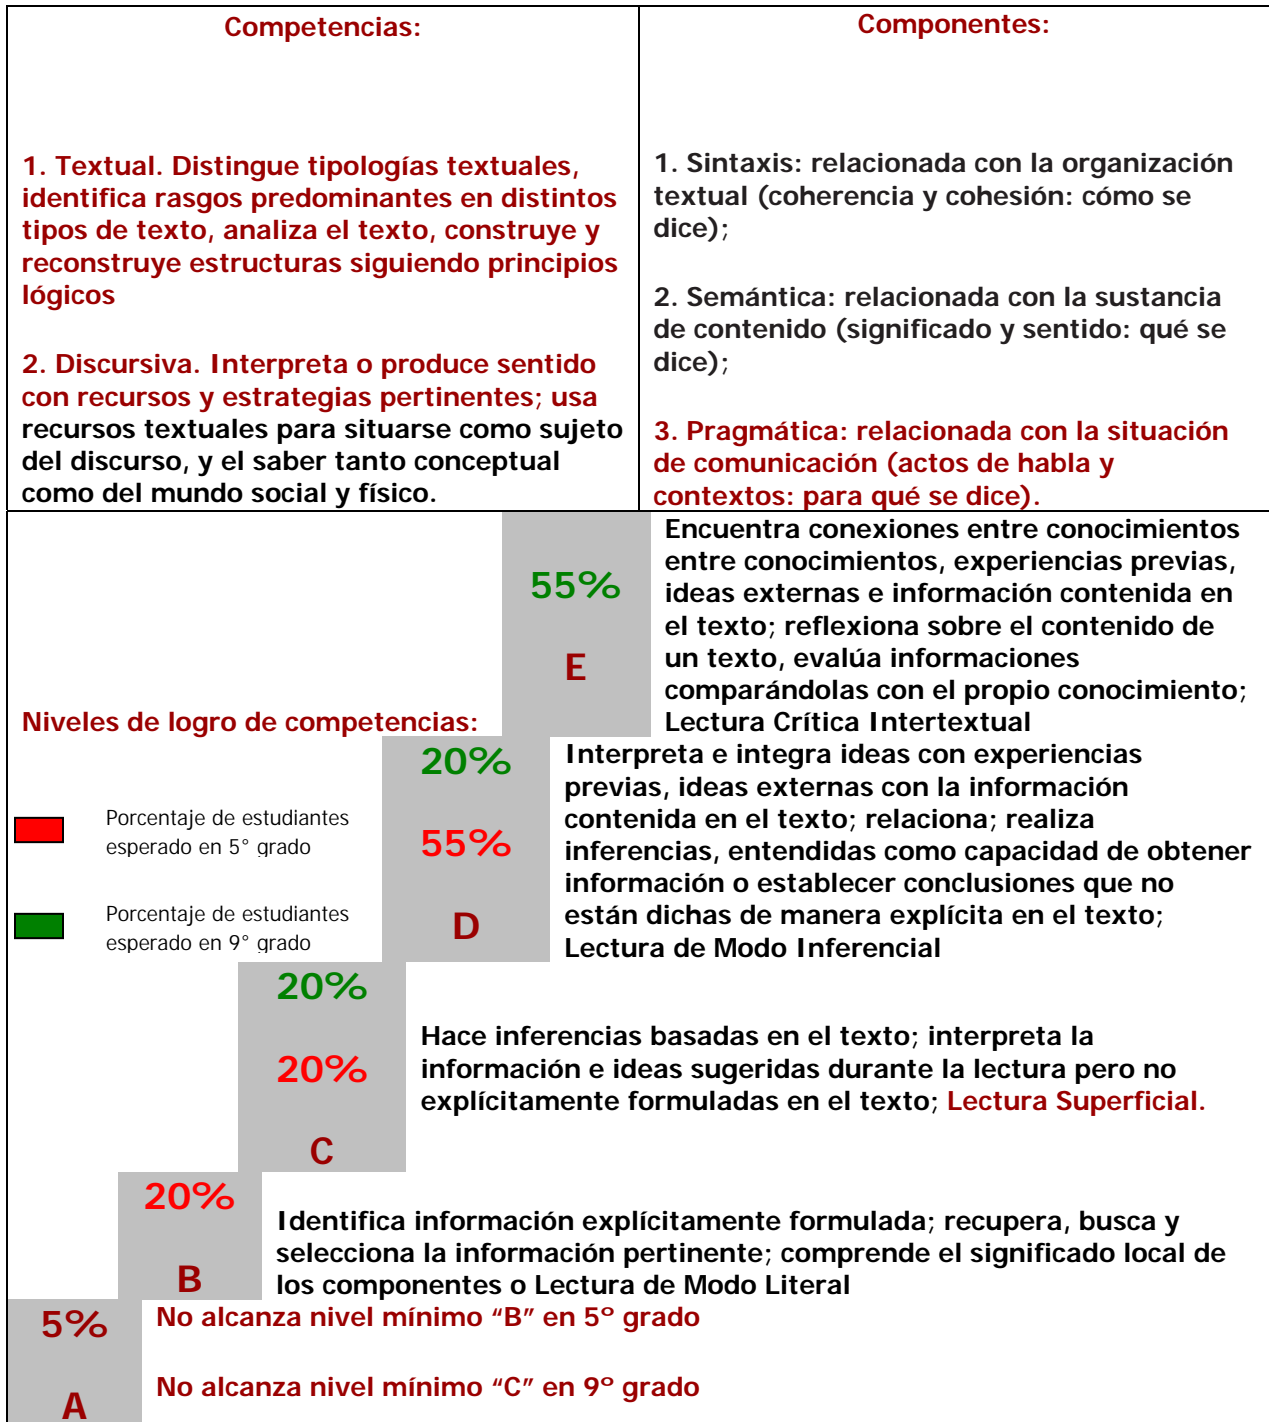 Competencias:
1. Textual. Distingue tipologías textuales,
identifica rasgos predominantes en distintos
tipos de texto, analiza el texto, construye y
reconstruye estructuras siguiendo principios
lógicos
2. Discursiva. Interpreta o produce sentido
con recursos y estrategias pertinentes; usa
recursos textuales para situarse como sujeto
del discurso, y el saber tanto conceptual
como del mundo social y físico.
Componentes:
1. Sintaxis: relacionada con la organización
textual (coherencia y cohesión: cómo se
dice);
2. Semántica: relacionada con la sustancia
de contenido (significado y sentido: qué se
dice);
3. Pragmática: relacionada con la situación
de comunicación (actos de habla y
contextos: para qué se dice).
Niveles de logro de competencias:
Porcentaje de estudiantes
esperado en 5° grado
Porcentaje de estudiantes
esperado en 9° grado
55%
E
Encuentra conexiones entre conocimientos
entre conocimientos, experiencias previas,
ideas externas e información contenida en
el texto; reflexiona sobre el contenido de
un texto, evalúa informaciones
comparándolas con el propio conocimiento;
Lectura Crítica Intertextual
20%
55%
D
Interpreta e integra ideas con experiencias
previas, ideas externas con la información
contenida en el texto; relaciona; realiza
inferencias, entendidas como capacidad de obtener
información o establecer conclusiones que no
están dichas de manera explícita en el texto;
Lectura de Modo Inferencial
20%
20%
C
Hace inferencias basadas en el texto; interpreta la
información e ideas sugeridas durante la lectura pero no
explícitamente formuladas en el texto; Lectura Superficial.
20%
B
Identifica información explícitamente formulada; recupera, busca y
selecciona la información pertinente; comprende el significado local de
los componentes o Lectura de Modo Literal
5%
A
No alcanza nivel mínimo “B” en 5º grado
No alcanza nivel mínimo “C” en 9º grado